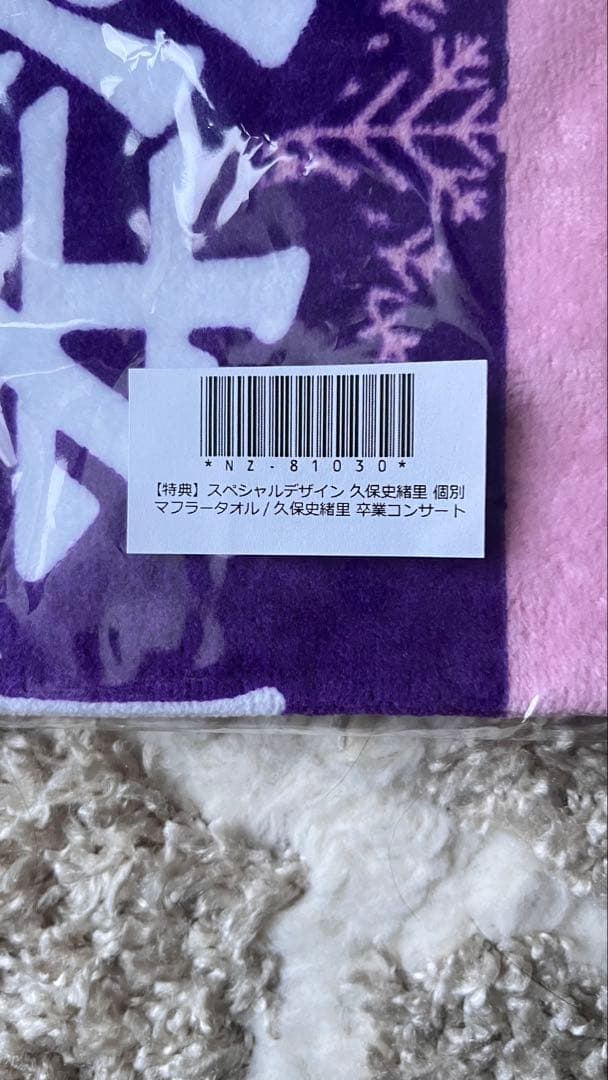 *NZ-81030*
【特典】スペシャルデザイン 久保史緒里 個別
マフラータオル / 久保史緒里 卒業コンサート